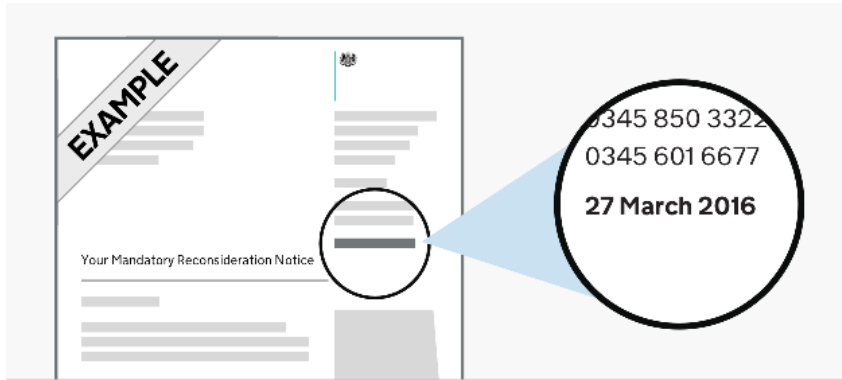 EXAMPLE
Your Mandatory Reconsideration Notice
0345 850 3322
0345 601 6677
27 March 2016